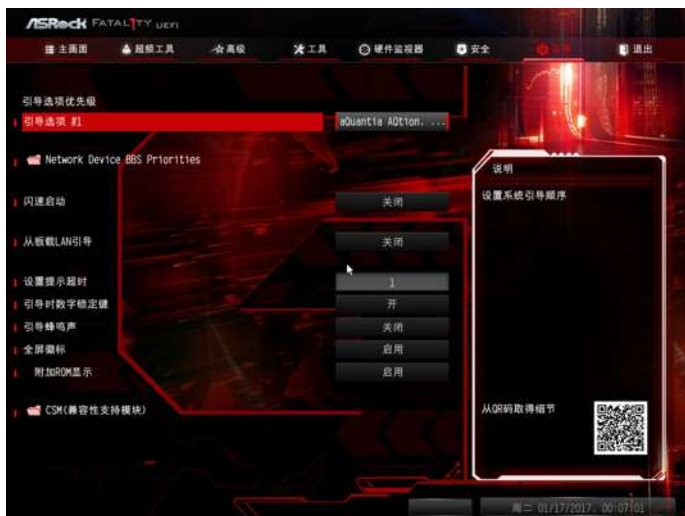 ASRock FATAL1TY UEFI
主画面 超频工具 高级 工具 硬件监视器 安全 引导 退出
引导选项优先级
引导选项 #1 aQuantia AQtion. ...
Network Device BBS Priorities
说明
设置系统引导顺序
闪速启动 关闭
从板载LAN引导 关闭
设置提示超时 1
引导时数字锁定键 开
引导蜂鸣声 关闭
全屏徽标 启用
附加ROM显示 启用
CSM(兼容性支持模块)
从QR码取得细节
周二 01/17/2017. 00:07:01